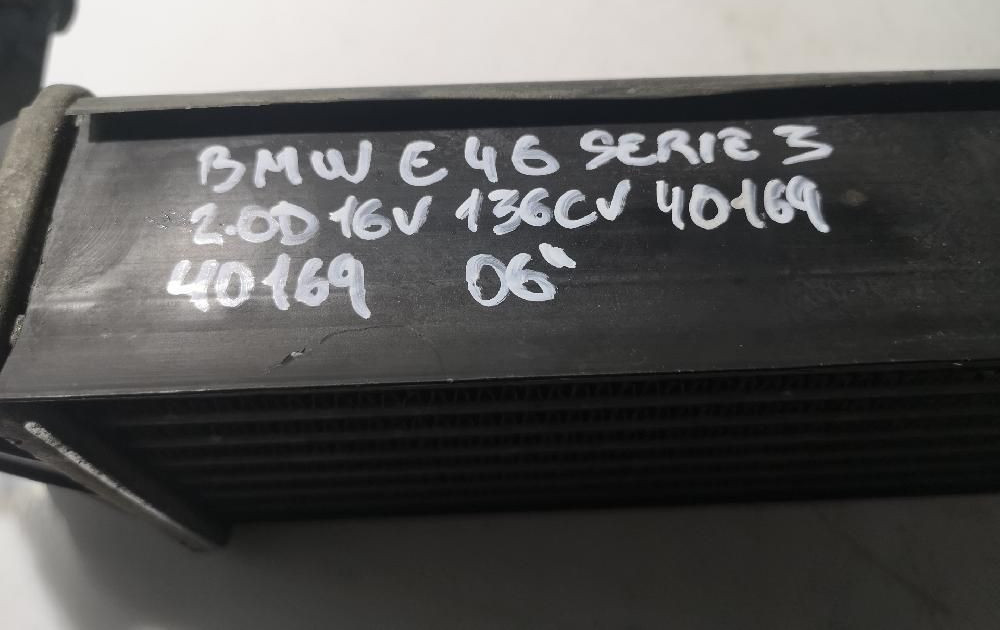 BMW E46 SERIE 3
2.0D 16V 136CV 40169
40169 06'